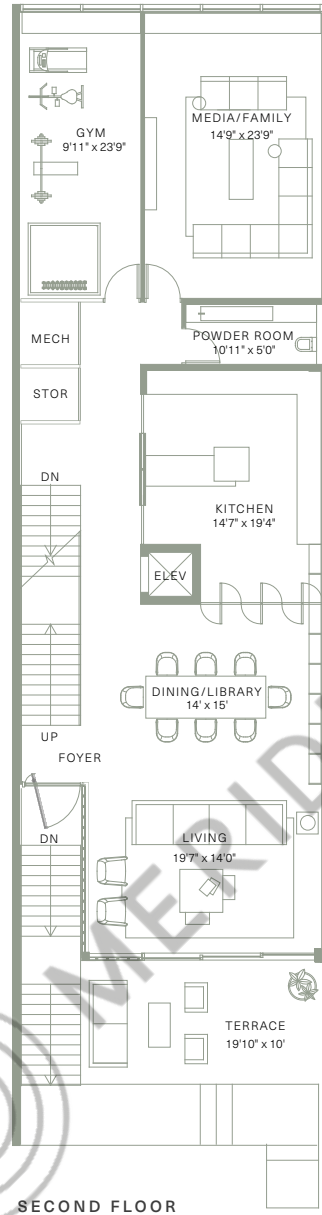 GYM
9'11" x 23'9"
MEDIA/FAMILY
14'9" x 23'9"
MECH
POWDER ROOM
10'11" x 5'0"
STOR
DN
KITCHEN
14'7" x 19'4"
ELEV
DINING/LIBRARY
14' x 15'
UP
FOYER
DN
LIVING
19'7" x 14'0"
TERRACE
19'10" x 10'
MERID
SECOND FLOOR